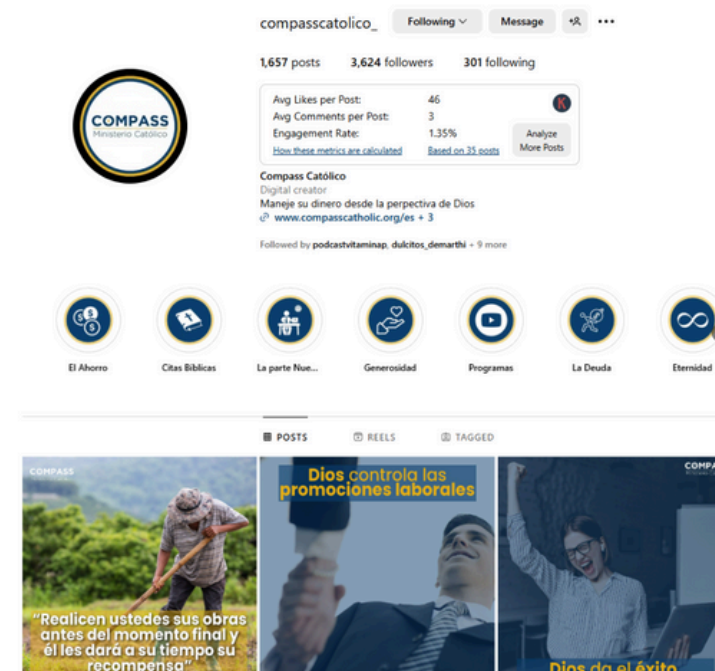 compasscatolico_ Following Message
1,657 posts 3,624 followers 301 following
Avg Likes per Post: 46
Avg Comments per Post: 3
Engagement Rate: 1.35%
How these metrics are calculated Based on 35 posts
K
Analyze
More Posts
COMPASS
Ministerio Católico
Compass Católico
Digital creator
Maneje su dinero desde la perpectiva de Dios
www.compasscatholic.org/es + 3
Followed by podcastvitaminap, dulcitos_demarthi + 9 more
El Ahorro Citas Bíblicas La parte Nue... Generosidad Programas La Deuda Eternidad
POSTS REELS TAGGED
COMPASS
"Realicen ustedes sus obras
antes del momento final y
él les dará a su tiempo su
recompensa"
Dios controla las
promociones laborales
COMPA
Dios da el éxito